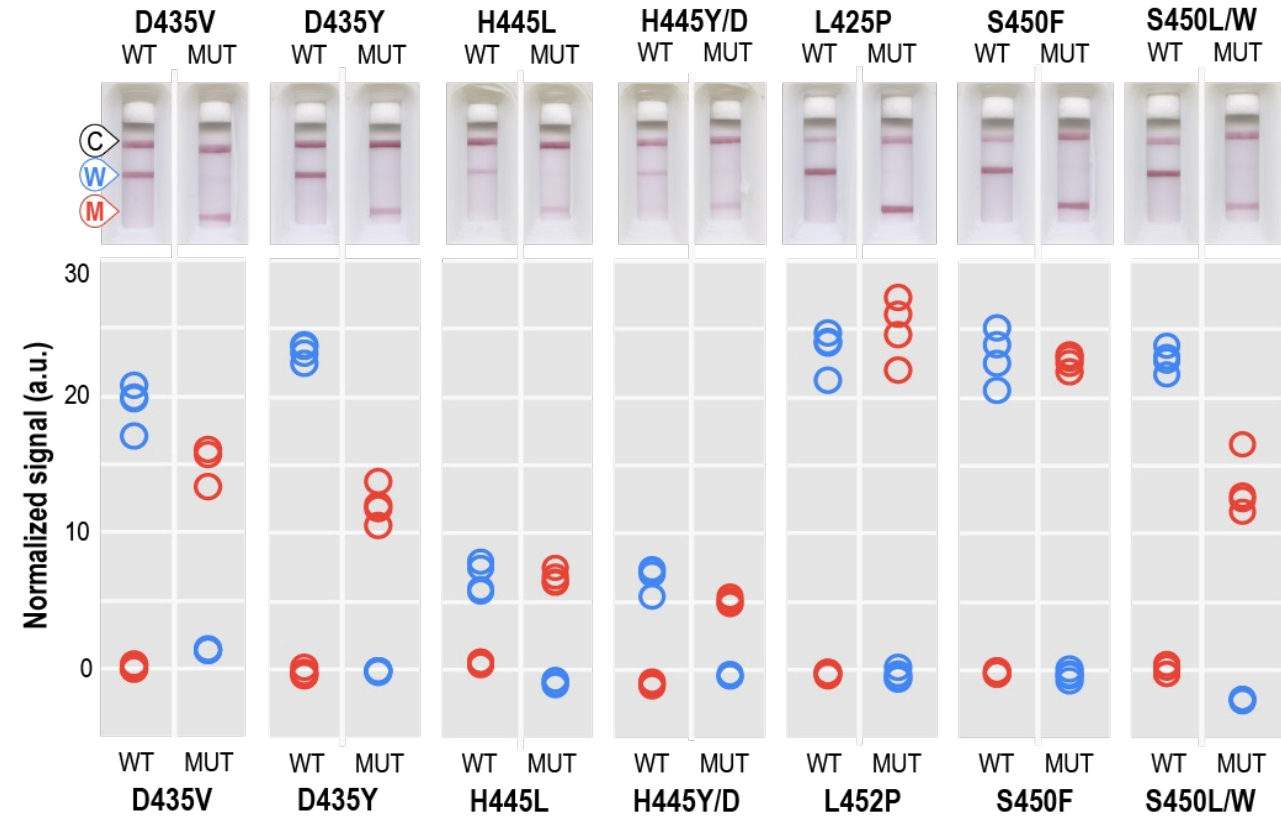 D435V D435Y H445L H445Y/D L425P S450F S450L/W
WT MUT WT MUT WT MUT WT MUT WT MUT WT MUT WT MUT
C
W
M
Normalized signal (a.u.)
30
20
10
0
WT MUT WT MUT WT MUT WT MUT WT MUT WT MUT WT MUT
D435V D435Y H445L H445Y/D L452P S450F S450L/W